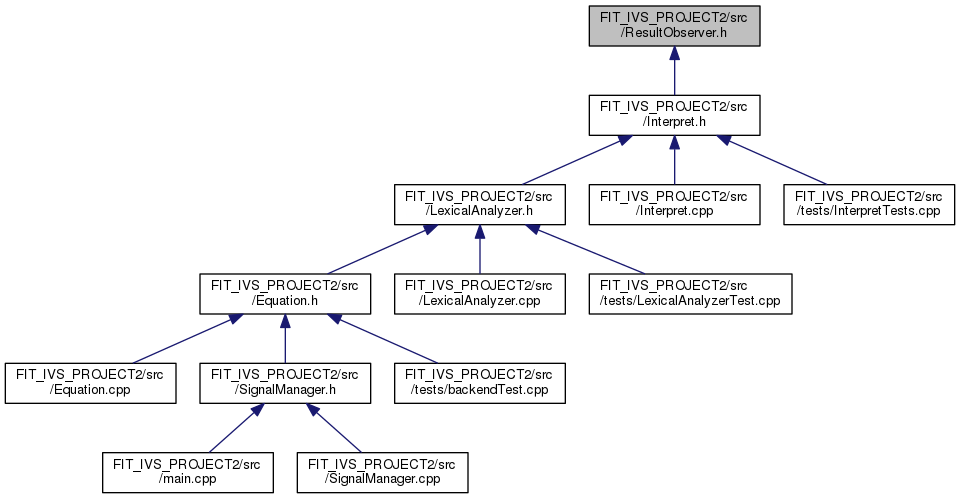 FIT_IVS_PROJECT2/src
/ResultObserver.h
FIT_IVS_PROJECT2/src
/Interpret.h
FIT_IVS_PROJECT2/src
/LexicalAnalyzer.h
FIT_IVS_PROJECT2/src
/Interpret.cpp
FIT_IVS_PROJECT2/src
/tests/InterpretTests.cpp
FIT_IVS_PROJECT2/src
/Equation.h
FIT_IVS_PROJECT2/src
/LexicalAnalyzer.cpp
FIT_IVS_PROJECT2/src
/tests/LexicalAnalyzerTest.cpp
FIT_IVS_PROJECT2/src
/Equation.cpp
FIT_IVS_PROJECT2/src
/SignalManager.h
FIT_IVS_PROJECT2/src
/tests/backendTest.cpp
FIT_IVS_PROJECT2/src
/main.cpp
FIT_IVS_PROJECT2/src
/SignalManager.cpp